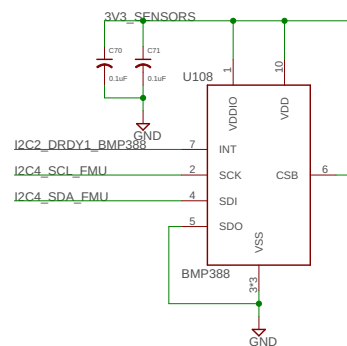 3V3_SENSORS
C70
C71
0.1uF
0.1uF
GND
U108
1
10
VDDIO
VDD
I2C2_DRDY1_BMP388
7
INT
I2C4_SCL_FMU
2
SCK
CSB
6
I2C4_SDA_FMU
4
SDI
5
SDO
VSS
BMP388
3*3
GND